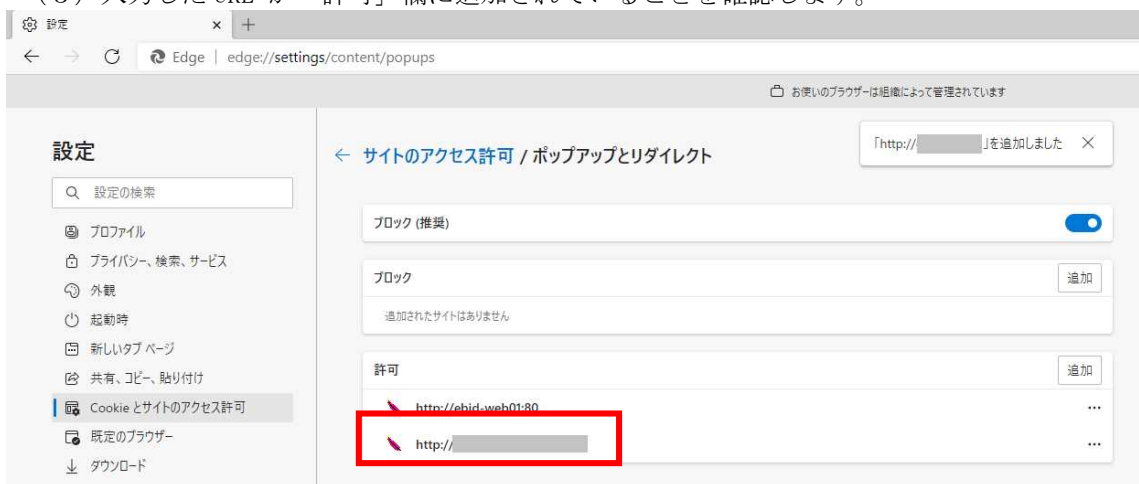 (6) 入力した URL が「許可」欄に追加されていることを確認します。
設定
Edge | edge://settings/content/popups
お使いのブラウザーは組織によって管理されています
設定
サイトのアクセス許可 / ポップアップとリダイレクト
「http:// 」を追加しました
設定の検索
プロファイル
プライバシー、検索、サービス
外観
起動時
新しいタブ ページ
共有、コピー、貼り付け
Cookie とサイトのアクセス許可
既定のブラウザー
ダウンロード
ブロック (推奨)
ブロック
追加
追加されたサイトはありません
許可
追加
http://ebid-web01:80
http://